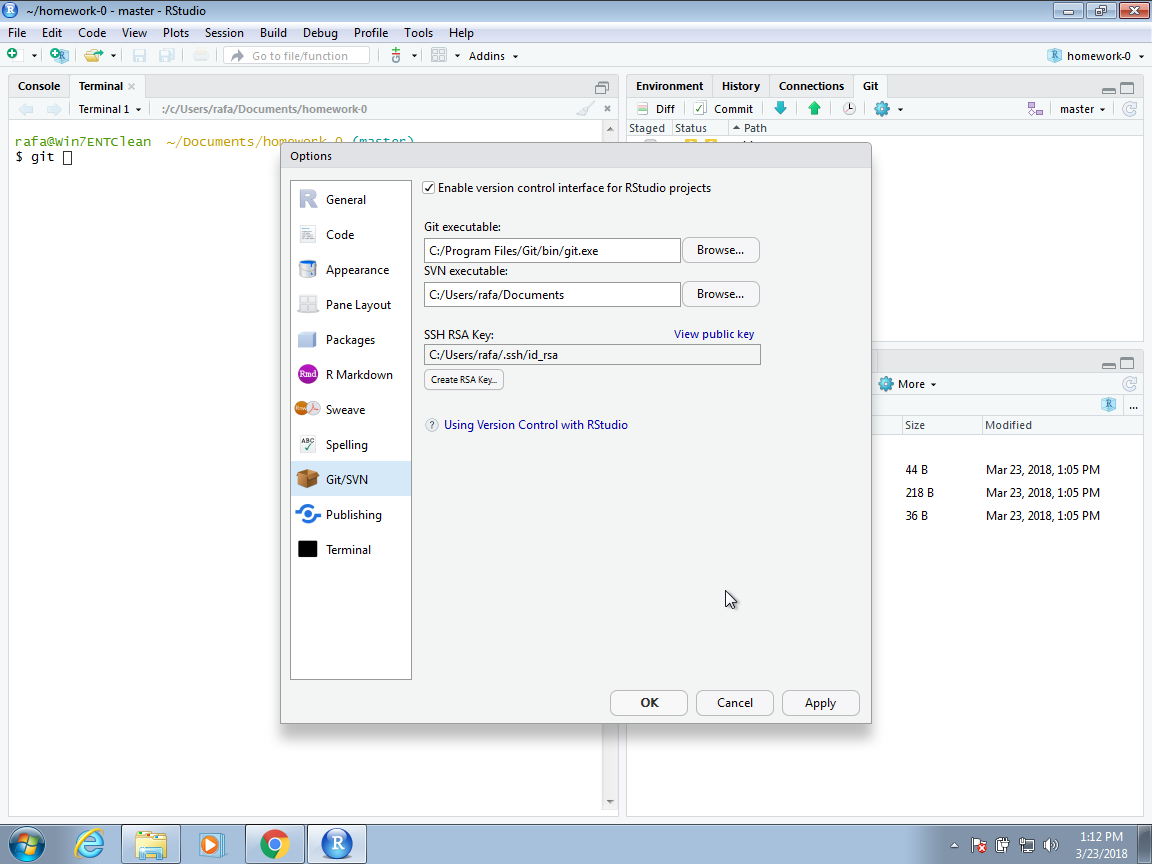 ~/homework-0 - master - RStudio
File Edit Code View Plots Session Build Debug Profile Tools Help
Go to file/function Addins homework-0
Console Terminal Environment History Connections Git
Terminal 1 :/c/Users/rafa/Documents/homework-0 Diff Commit master
Staged Status Path
rafa@Win7ENTClean ~/Documents/homework-0 (master)
$ git
Options
General
Code
Appearance
Pane Layout
Packages
Rmd R Markdown
Rnw Sweave
ABC Spelling
Git/SVN
Publishing
Terminal
Enable version control interface for RStudio projects
Git executable:
C:/Program Files/Git/bin/git.exe Browse...
SVN executable:
C:/Users/rafa/Documents Browse...
SSH RSA Key: View public key
C:/Users/rafa/.ssh/id_rsa
Create RSA Key...
? Using Version Control with RStudio
OK Cancel Apply
More
...
Size Modified
44 B Mar 23, 2018, 1:05 PM
218 B Mar 23, 2018, 1:05 PM
36 B Mar 23, 2018, 1:05 PM
1:12 PM
3/23/2018